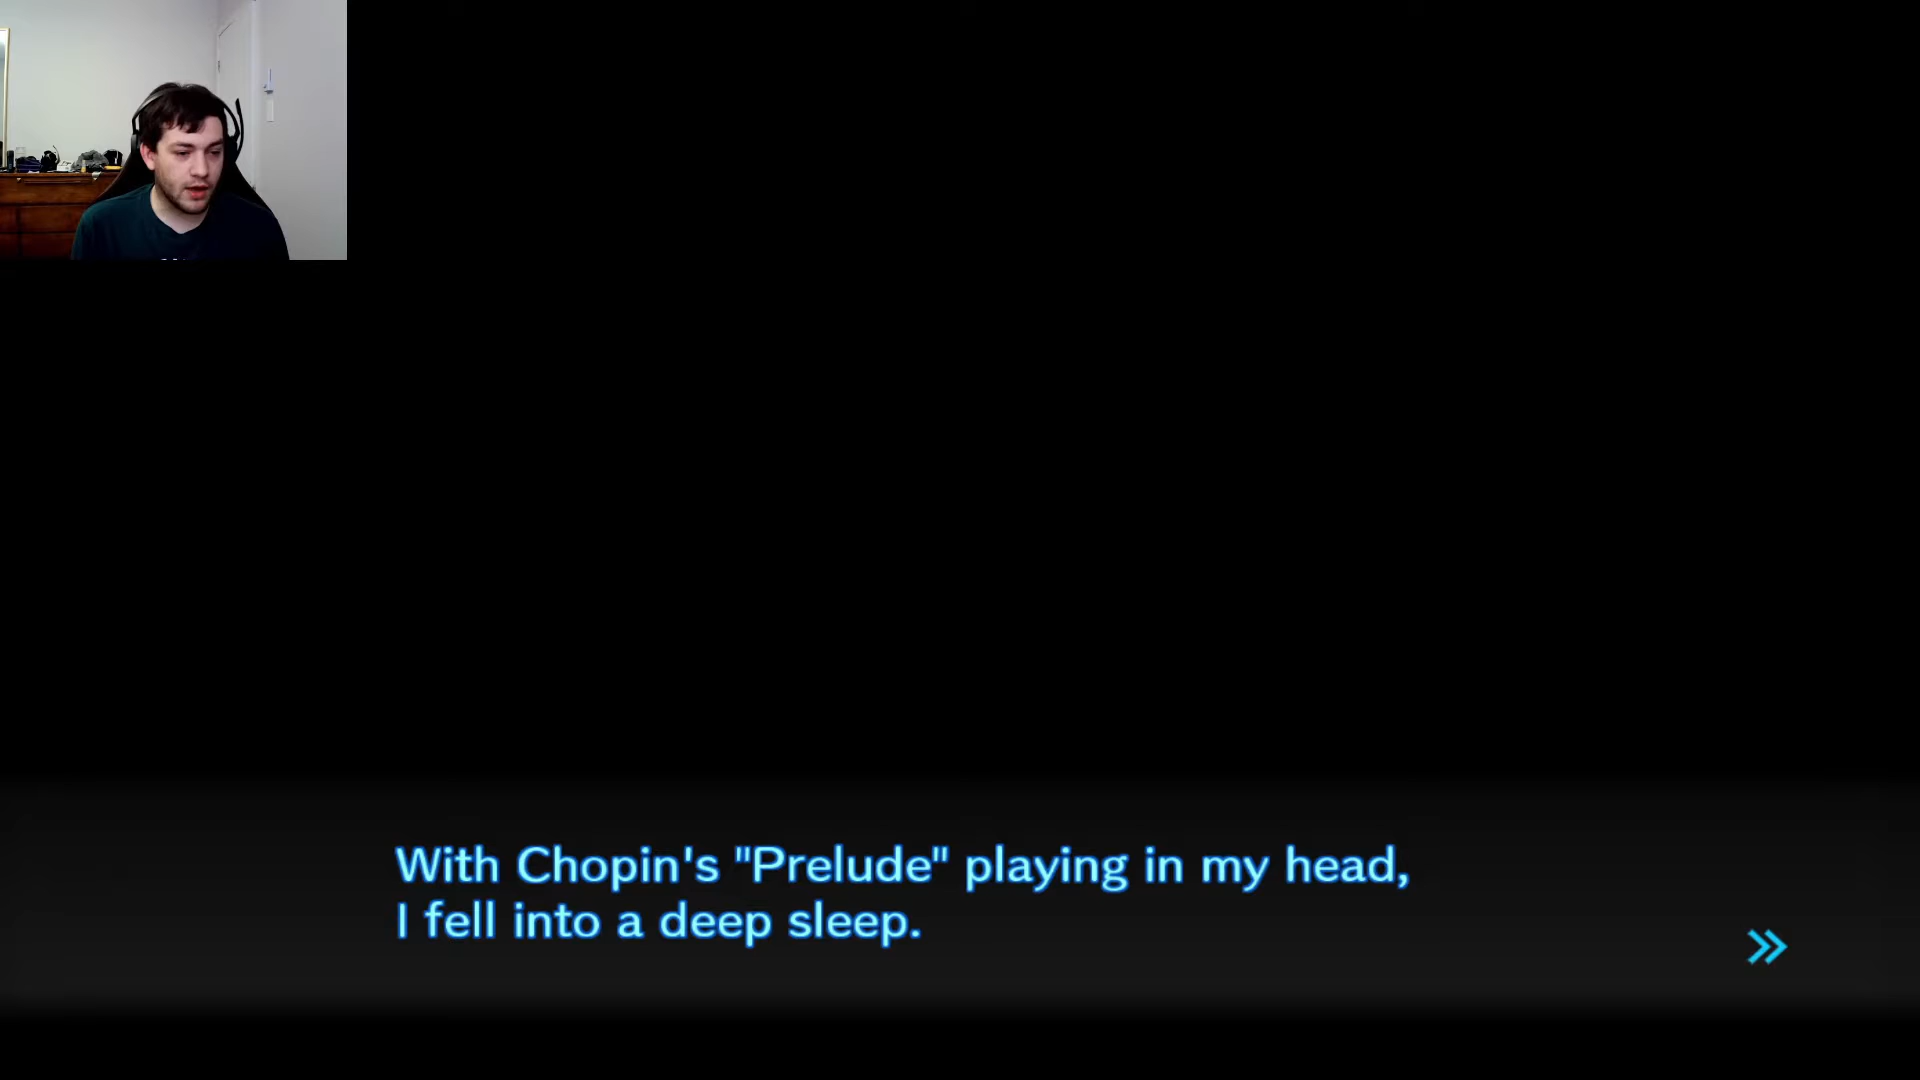 With Chopin's "Prelude" playing in my head,
I fell into a deep sleep.